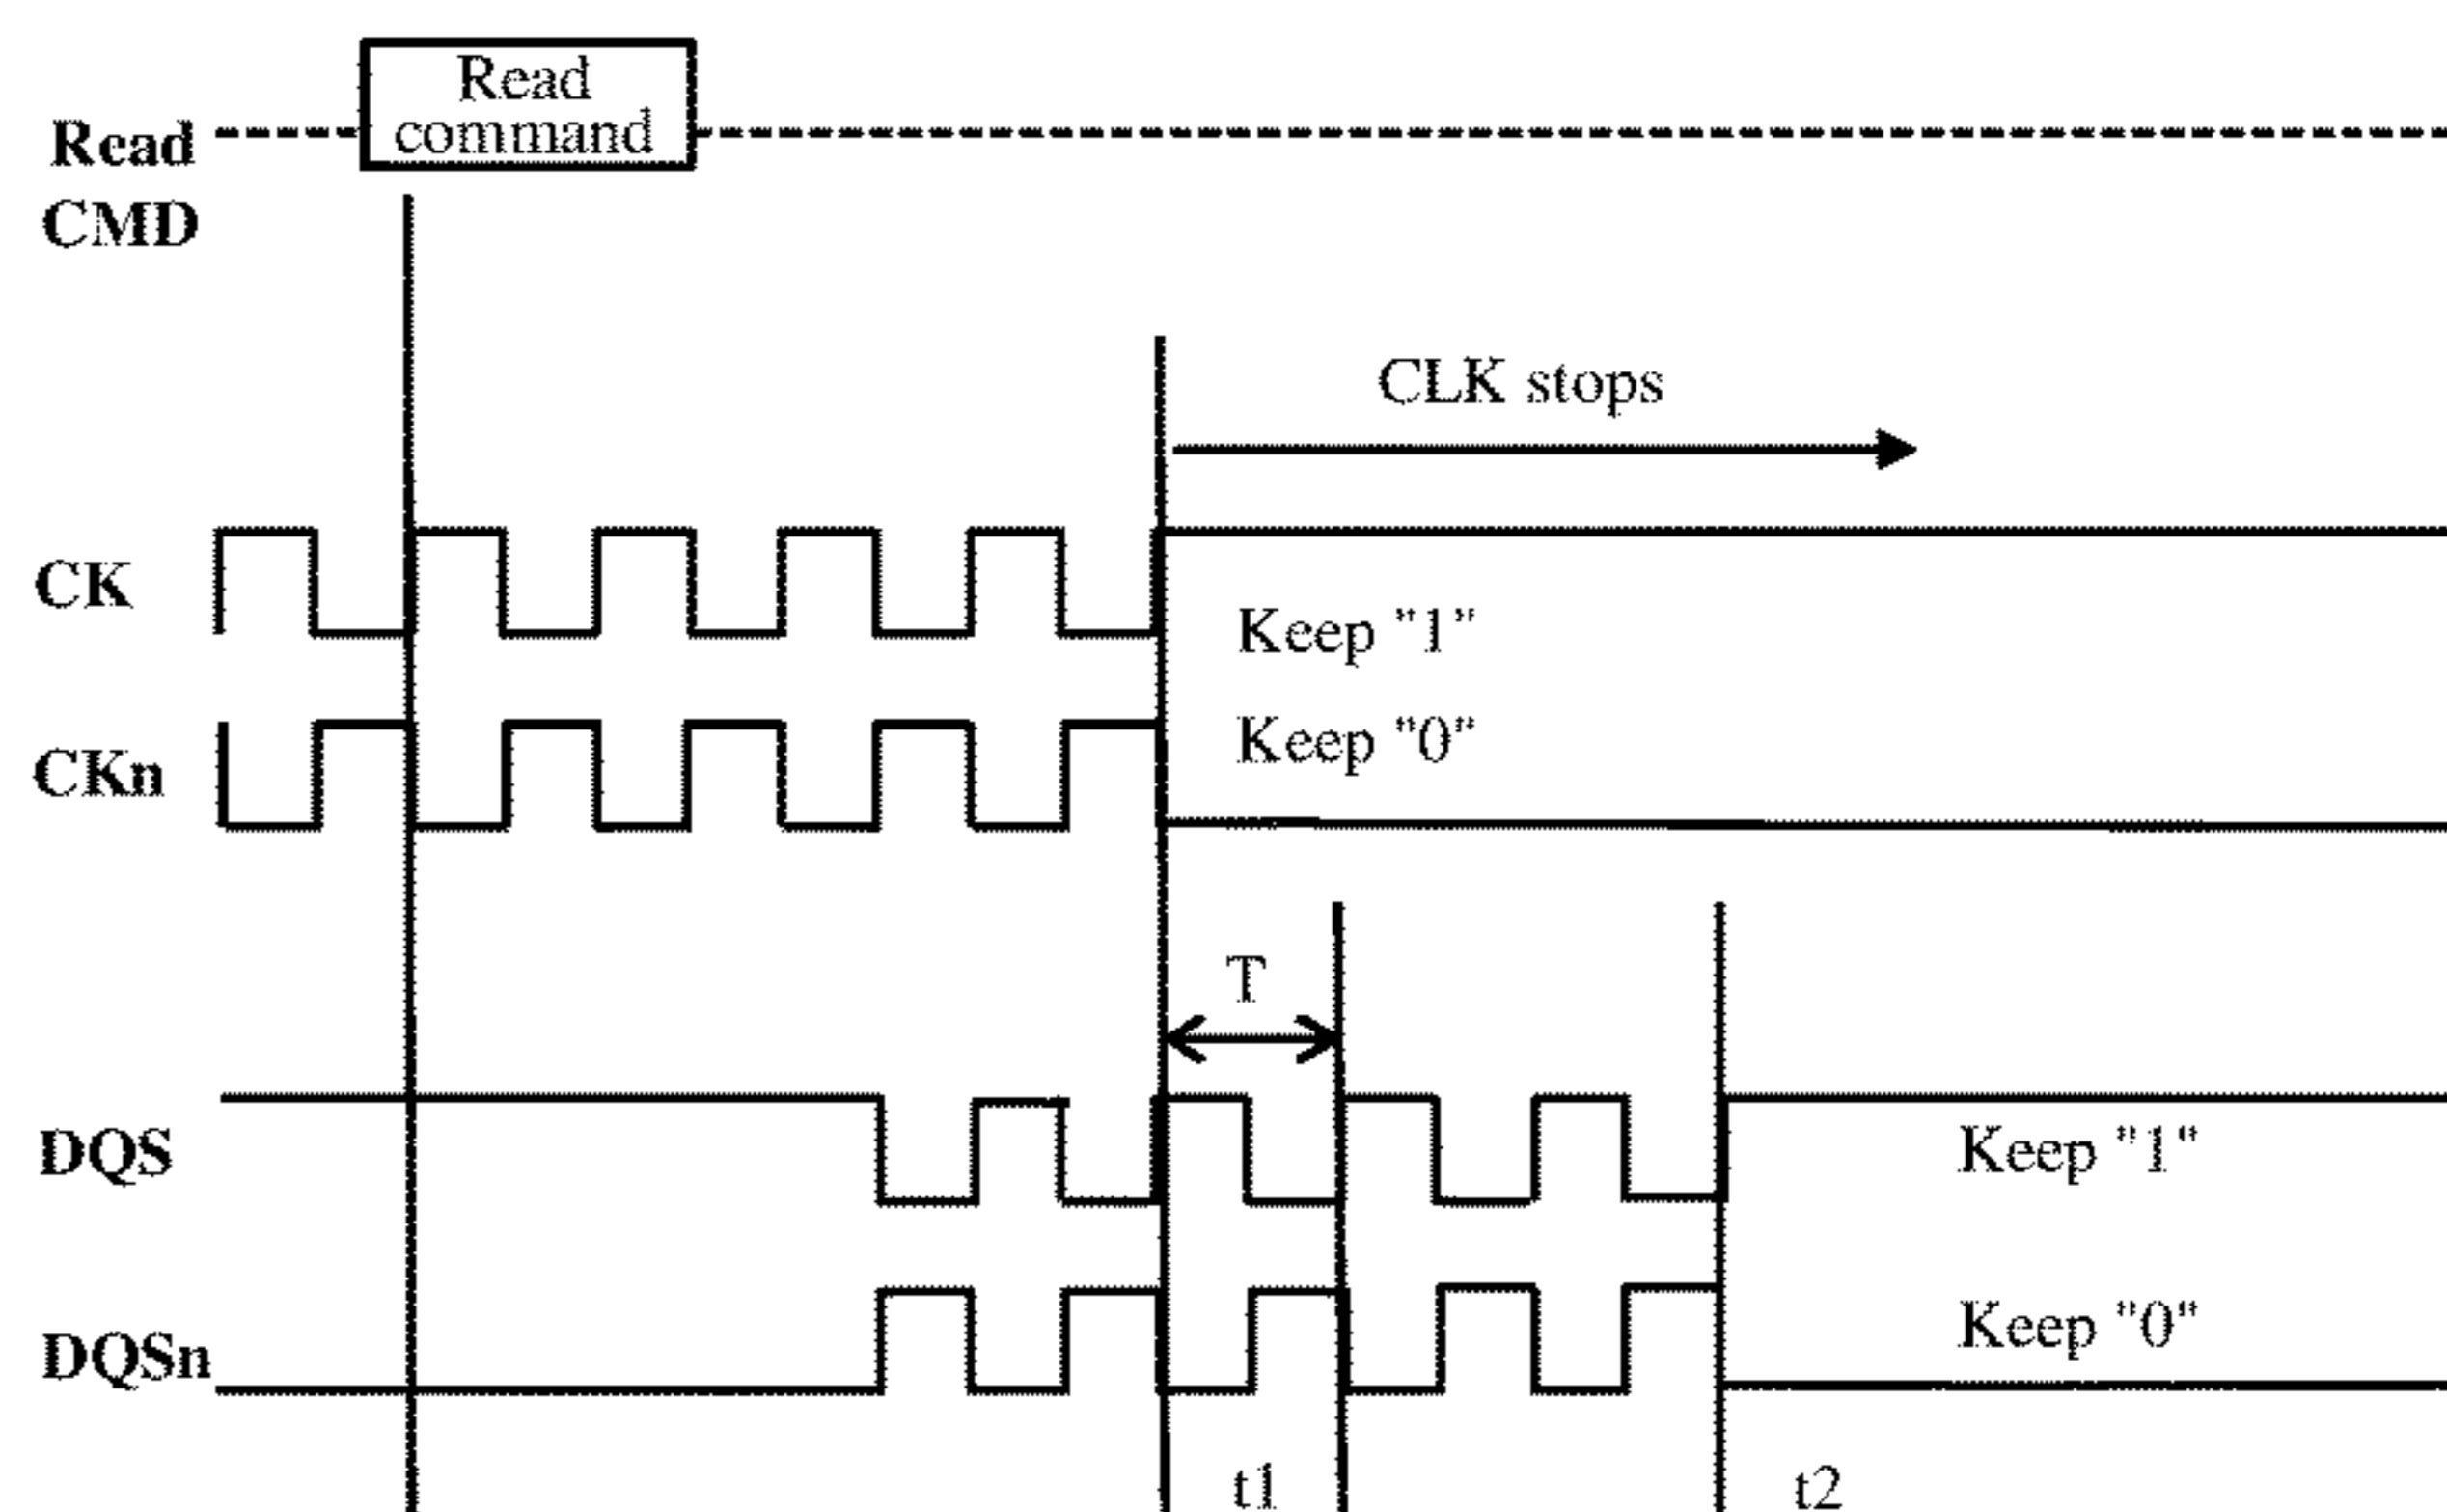 Read
command
Read
CMD
CLK stops
CK
Keep "1"
CKn
Keep "0"
T
DQS
Keep "1"
DQSn
Keep "0"
t1
t2